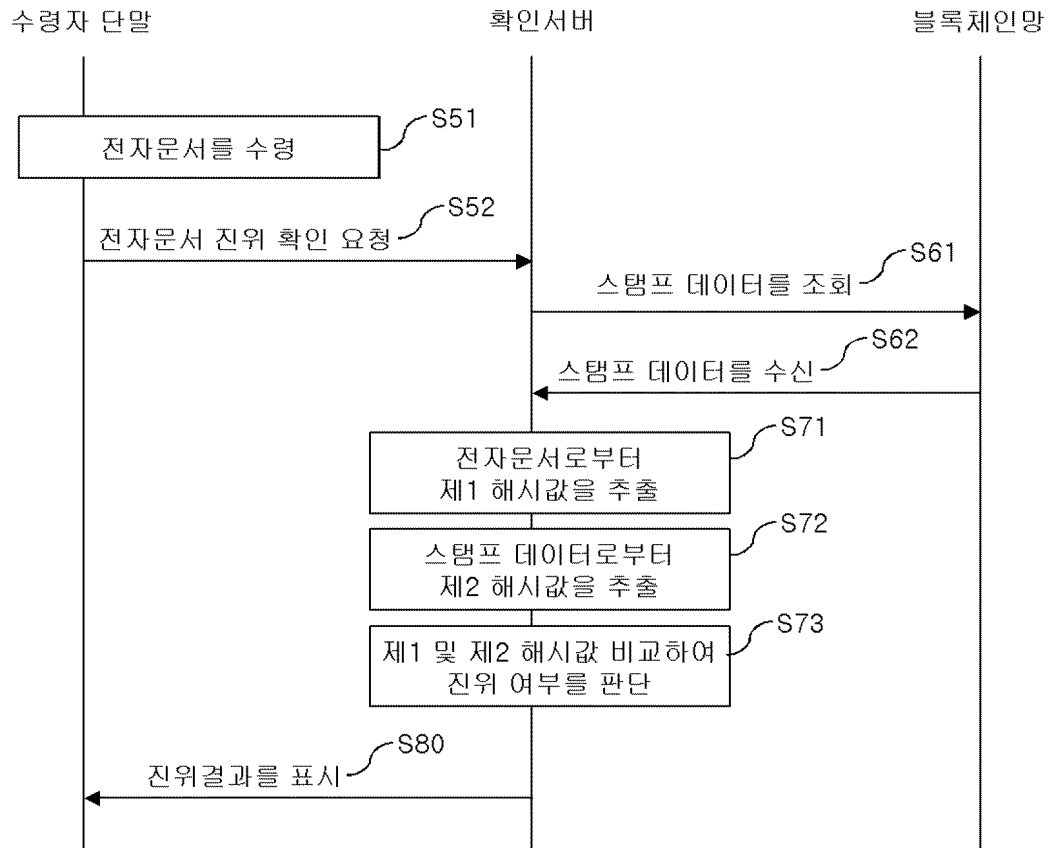 수령자 단말
확인서버
블록체인망
S51
전자문서를 수령
S52
전자문서 진위 확인 요청
S61
스탬프 데이터를 조회
S62
스탬프 데이터를 수신
S71
전자문서로부터
제1 해시값을 추출
S72
스탬프 데이터로부터
제2 해시값을 추출
S73
제1 및 제2 해시값 비교하여
진위 여부를 판단
S80
진위결과를 표시